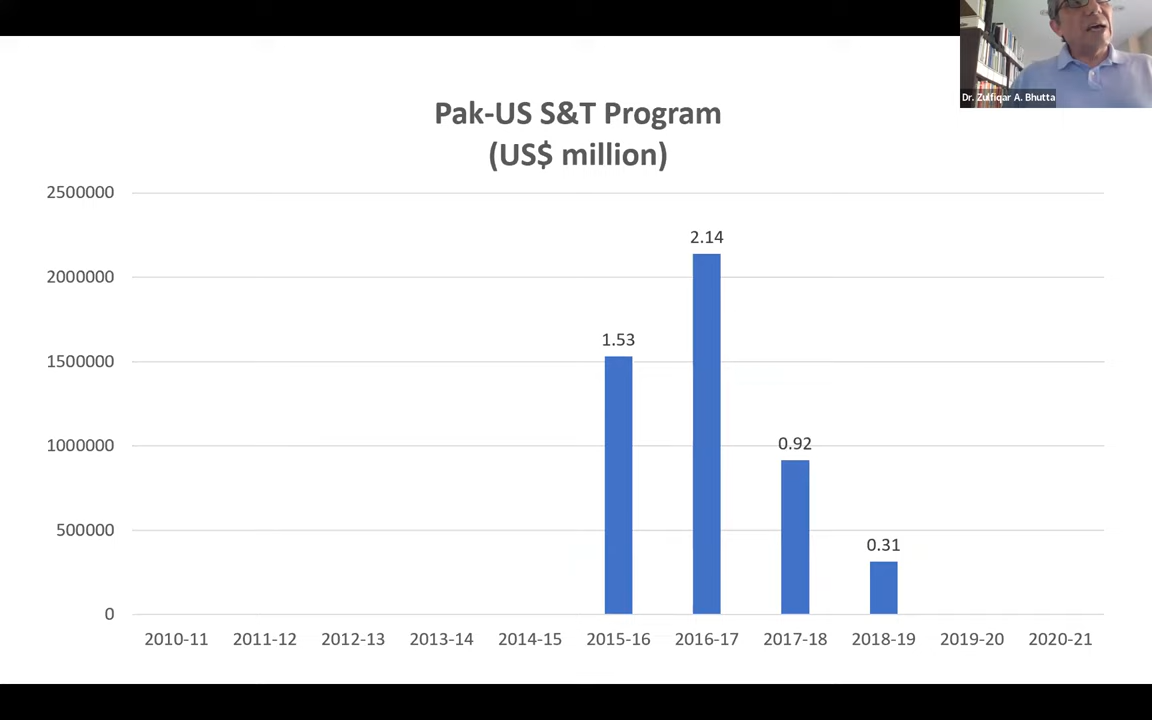 Dr. Zulfiqar A. Bhutta
Pak-US S&T Program
(US$ million)
2500000
2000000
1500000
1000000
500000
0
1.53
2.14
0.92
0.31
2010-11 2011-12 2012-13 2013-14 2014-15 2015-16 2016-17 2017-18 2018-19 2019-20 2020-21